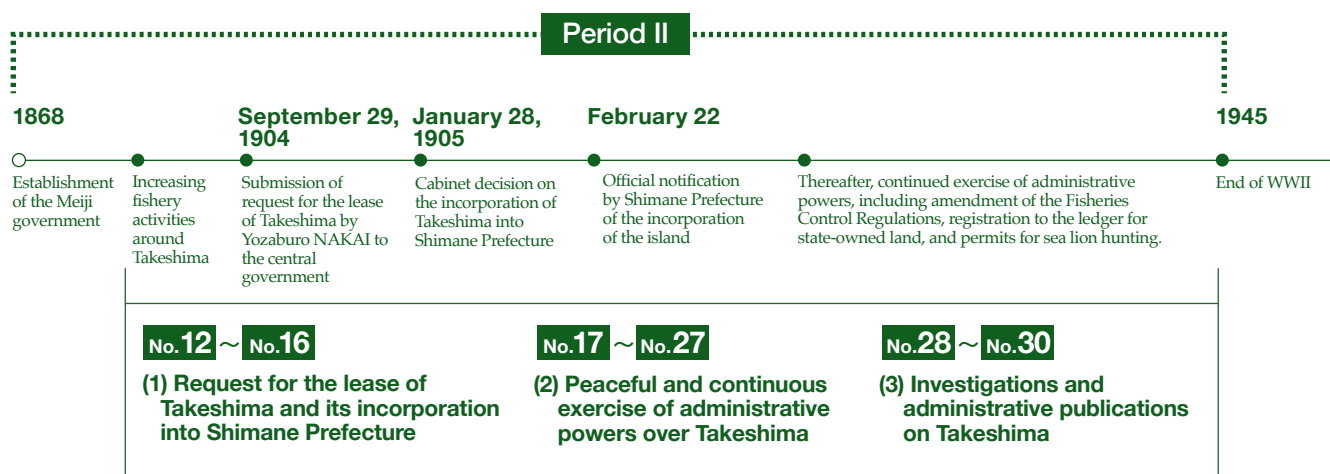 Period II
1868
September 29,
1904
January 28,
1905
February 22
1945
Establishment
of the Meiji
government
Increasing
fishery
activities
around
Takeshima
Submission of
request for the lease
of Takeshima by
Yozaburo NAKAI to
the central
government
Cabinet decision on
the incorporation of
Takeshima into
Shimane Prefecture
Official notification
by Shimane Prefecture
of the incorporation
of the island
Thereafter, continued exercise of administrative
powers, including amendment of the Fisheries
Control Regulations, registration to the ledger for
state-owned land, and permits for sea lion hunting.
End of WWII
No.12 ~ No.16
(1) Request for the lease of
Takeshima and its incorporation
into Shimane Prefecture
No.17 ~ No.27
(2) Peaceful and continuous
exercise of administrative
powers over Takeshima
No.28 ~ No.30
(3) Investigations and
administrative publications
on Takeshima